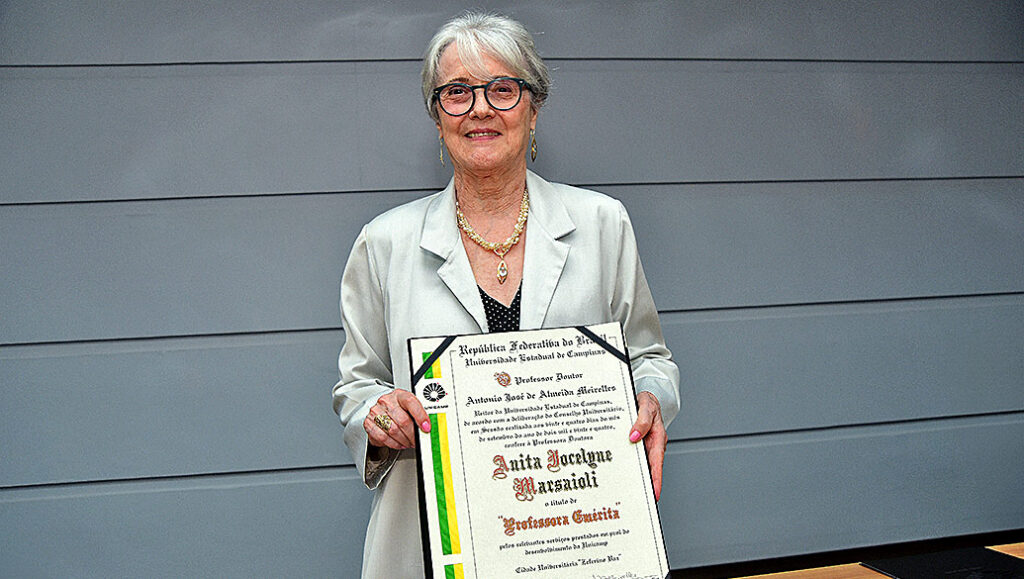 República Federativa do Brasil
Universidade Estadual de Campinas
Professor Doutor
Antonio José de Almeida Meirelles
Reitor da Universidade Estadual de Campinas,
de acordo com a deliberação do Conselho Universitário,
em Sessão realizada aos vinte e quatro dias do mês
de setembro do ano de dois mil e vinte e quatro,
confere à Professora Doutora
Anita Jocelyne
Marsaioli
o título de
"Professora Emérita"
pelos relevantes serviços prestados em prol do
desenvolvimento da Unicamp
Cidade Universitária "Zeferino Vaz"
UNICAMP